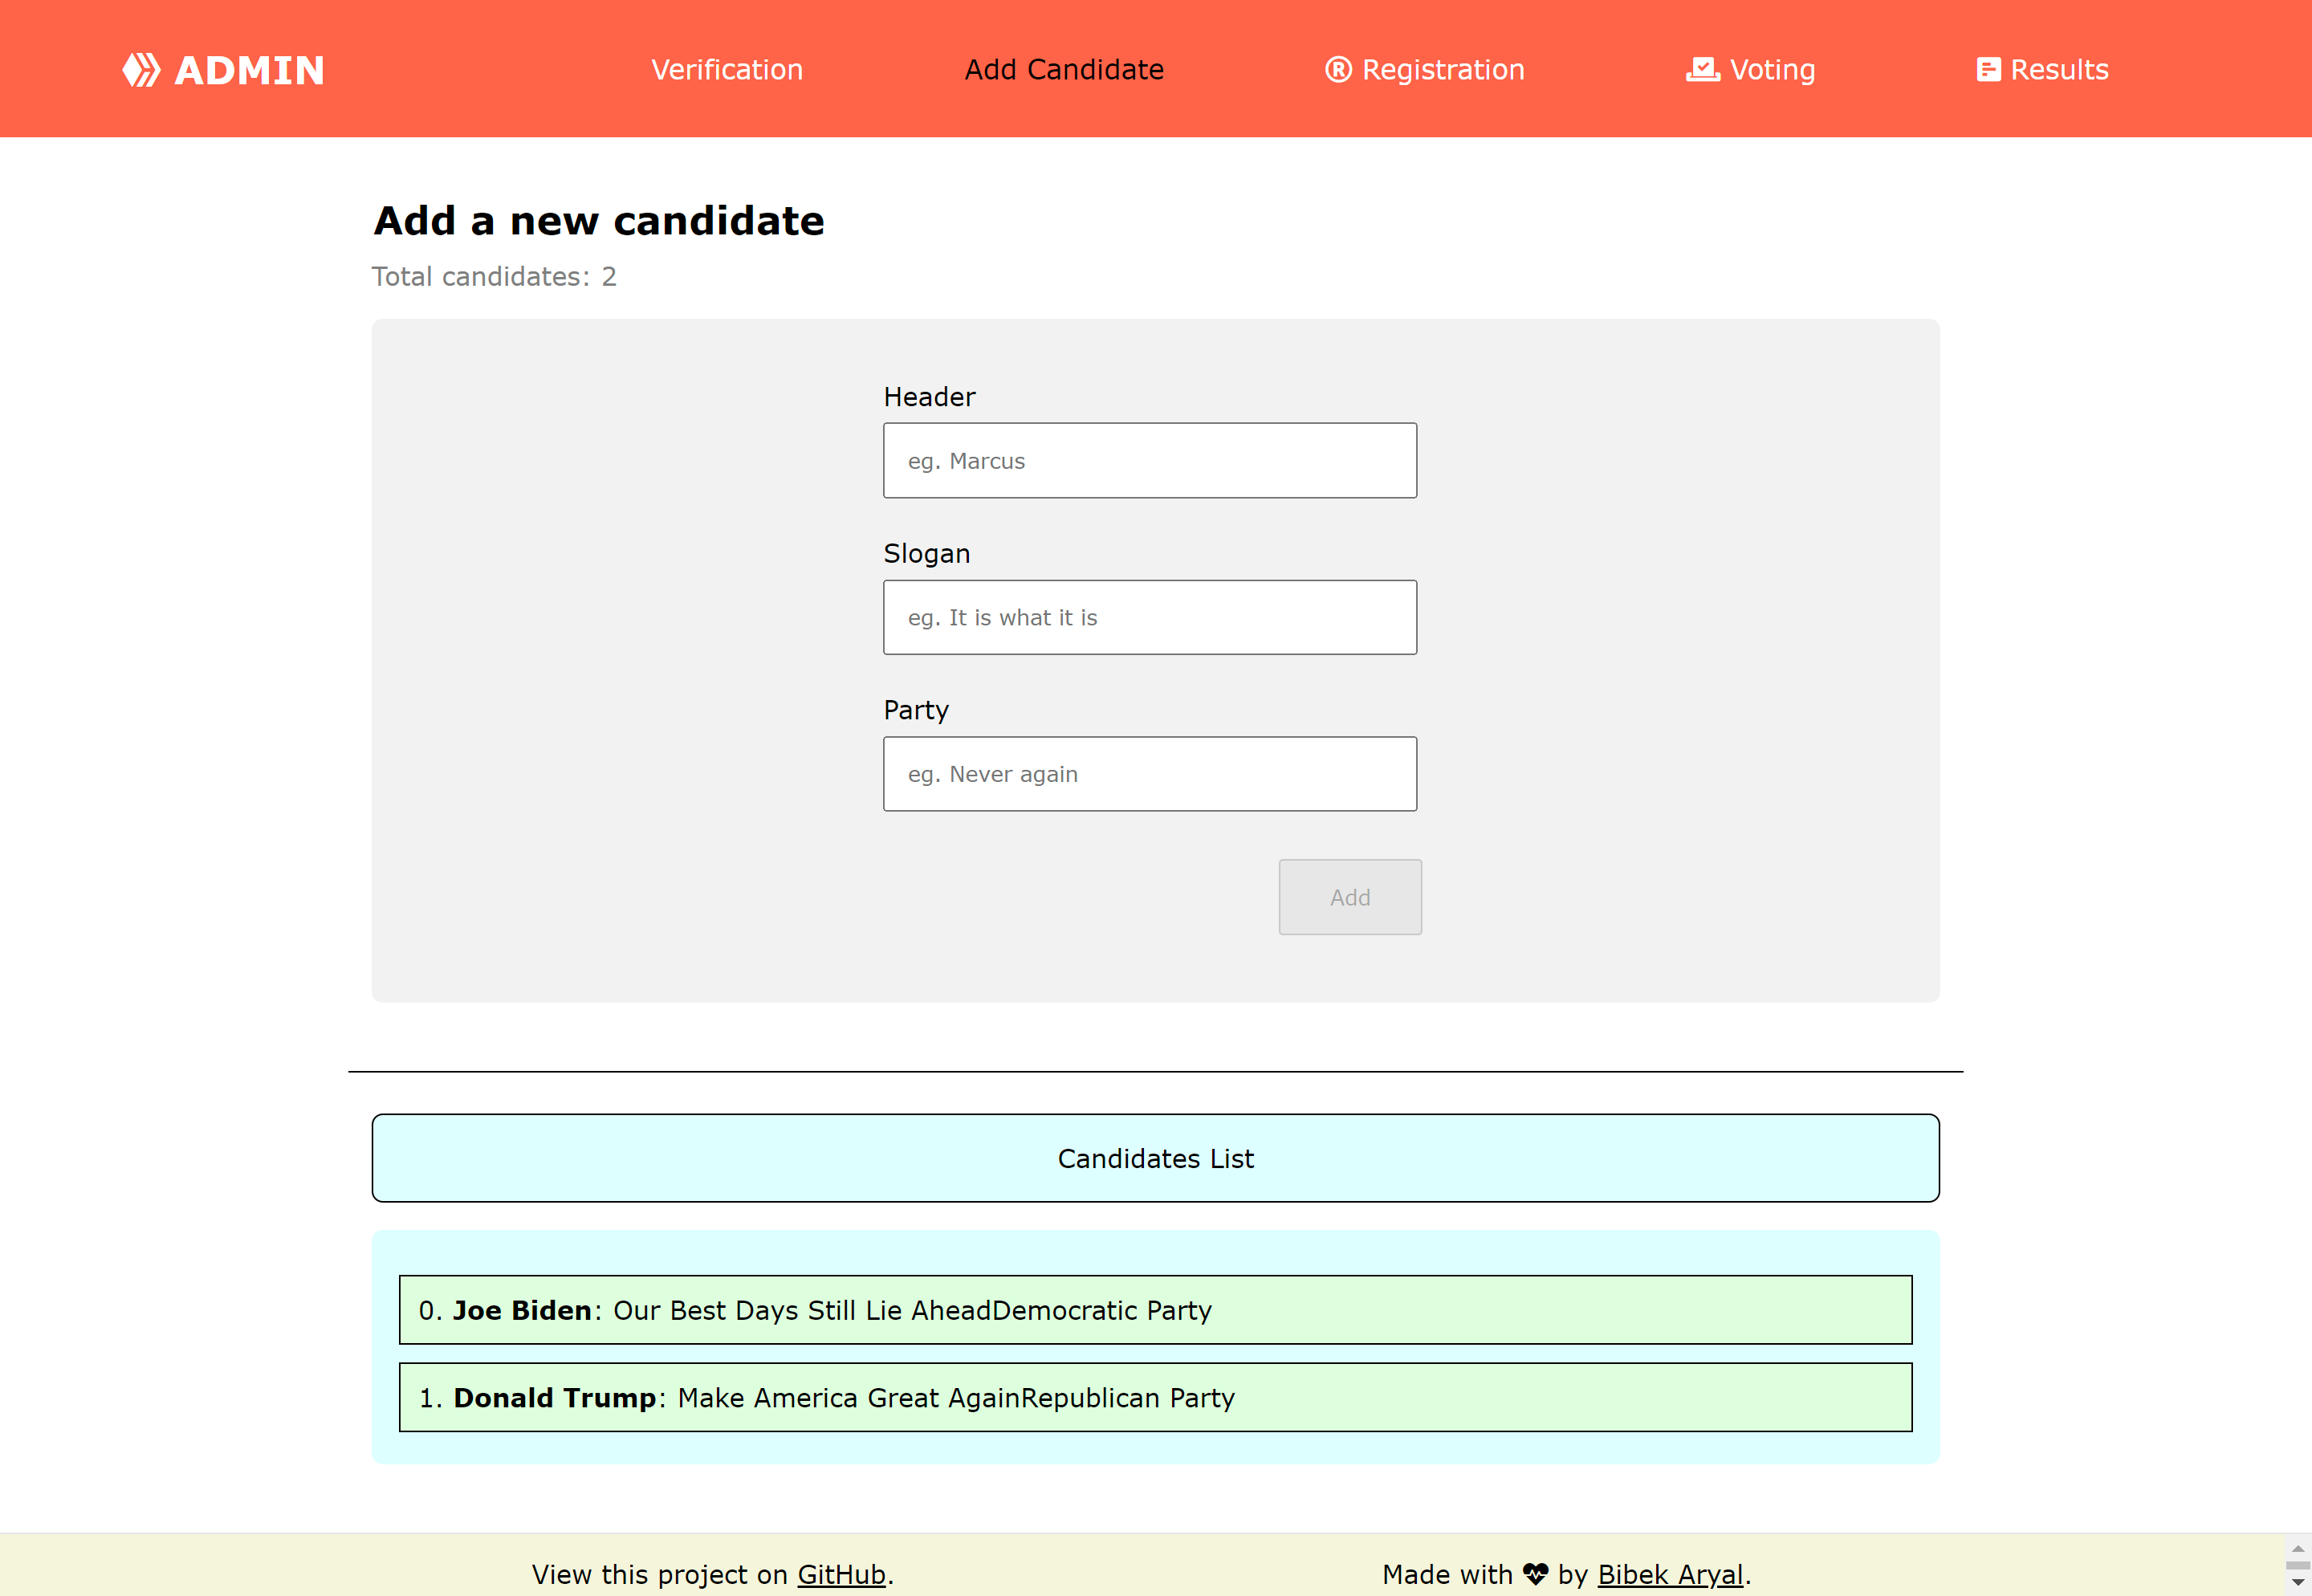 ADMIN Verification Add Candidate Registration Voting Results
Add a new candidate
Total candidates: 2
Header
eg. Marcus
Slogan
eg. It is what it is
Party
eg. Never again
Add
Candidates List
0. Joe Biden: Our Best Days Still Lie AheadDemocratic Party
1. Donald Trump: Make America Great AgainRepublican Party
View this project on GitHub. Made with by Bibek Aryal.